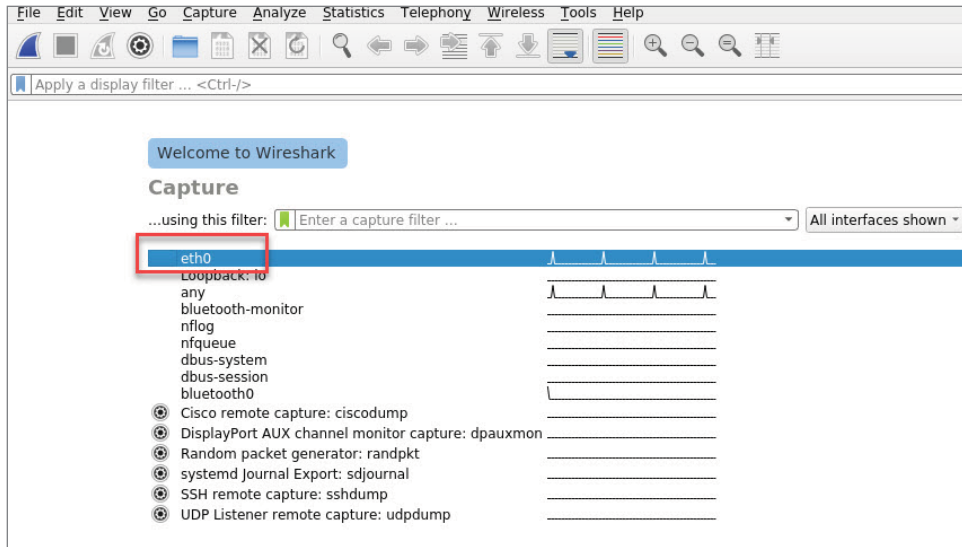 File Edit View Go Capture Analyze Statistics Telephony Wireless Tools Help
Apply a display filter ... <Ctrl-/>
Welcome to Wireshark
Capture
...using this filter: Enter a capture filter ... All interfaces shown
eth0
Loopback: lo
any
bluetooth-monitor
nflog
nfqueue
dbus-system
dbus-session
bluetooth0
Cisco remote capture: ciscodump
DisplayPort AUX channel monitor capture: dpauxmon
Random packet generator: randpkt
systemd Journal Export: sdjournal
SSH remote capture: sshdump
UDP Listener remote capture: udpdump